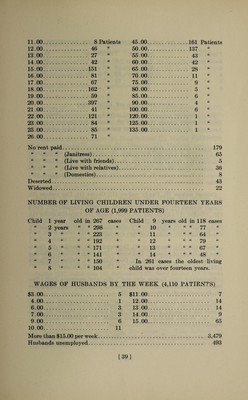 11.00 8 Patients 45.00 161 Patients
12.00 46 " 50.00 137 "
13.00 27 " 55.00 43 "
14.00 42 " 60.00 42 "
15.00 151 " 65.00 28 "
16.00 81 " 70.00 11 "
17.00 67 " 75.00 9 "
18.00 162 " 80.00 5 "
19.00 59 " 85.00 6 "
20.00 397 " 90.00 4 "
21.00 41 " 100.00 6 "
22.00 121 " 120.00 1 "
23.00 84 " 125.00 1 "
25.00 85 " 135.00 1 "
26.00 71 "
No rent paid 179
" " " (Janitress) 65
" " " (Live with friends) 5
" " " (Live with relatives) 36
" " " (Domestics) 8
Deserted 43
Widowed 22
NUMBER OF LIVING CHILDREN UNDER FOURTEEN YEARS
OF AGE (1,999 PATIENTS)
Child 1 year old in 267 cases Child 9 years old in 118 cases
" 2 years " " 298 " " 10 " " " 77 "
" 3 " " " 223 " " 11 " " " 64 "
" 4 " " " 192 " " 12 " " " 79 "
" 5 " " " 171 " " 13 " " " 67 "
" 6 " " " 141 " " 14 " " " 48 "
" 7 " " " 150 " In 261 cases the oldest living
" 8 " " " 104 " child was over fourteen years.
WAGES OF HUSBANDS BY THE WEEK (4,110 PATIENTS)
$3.00 5 $11.00 7
4.00 1 12.00 14
6.00 3 13.00 14
7.00 3 14.00 9
9.00 6 15.00 65
10.00 11
More than $15.00 per week 3,479
Husbands unemployed 493
[ 39 ]